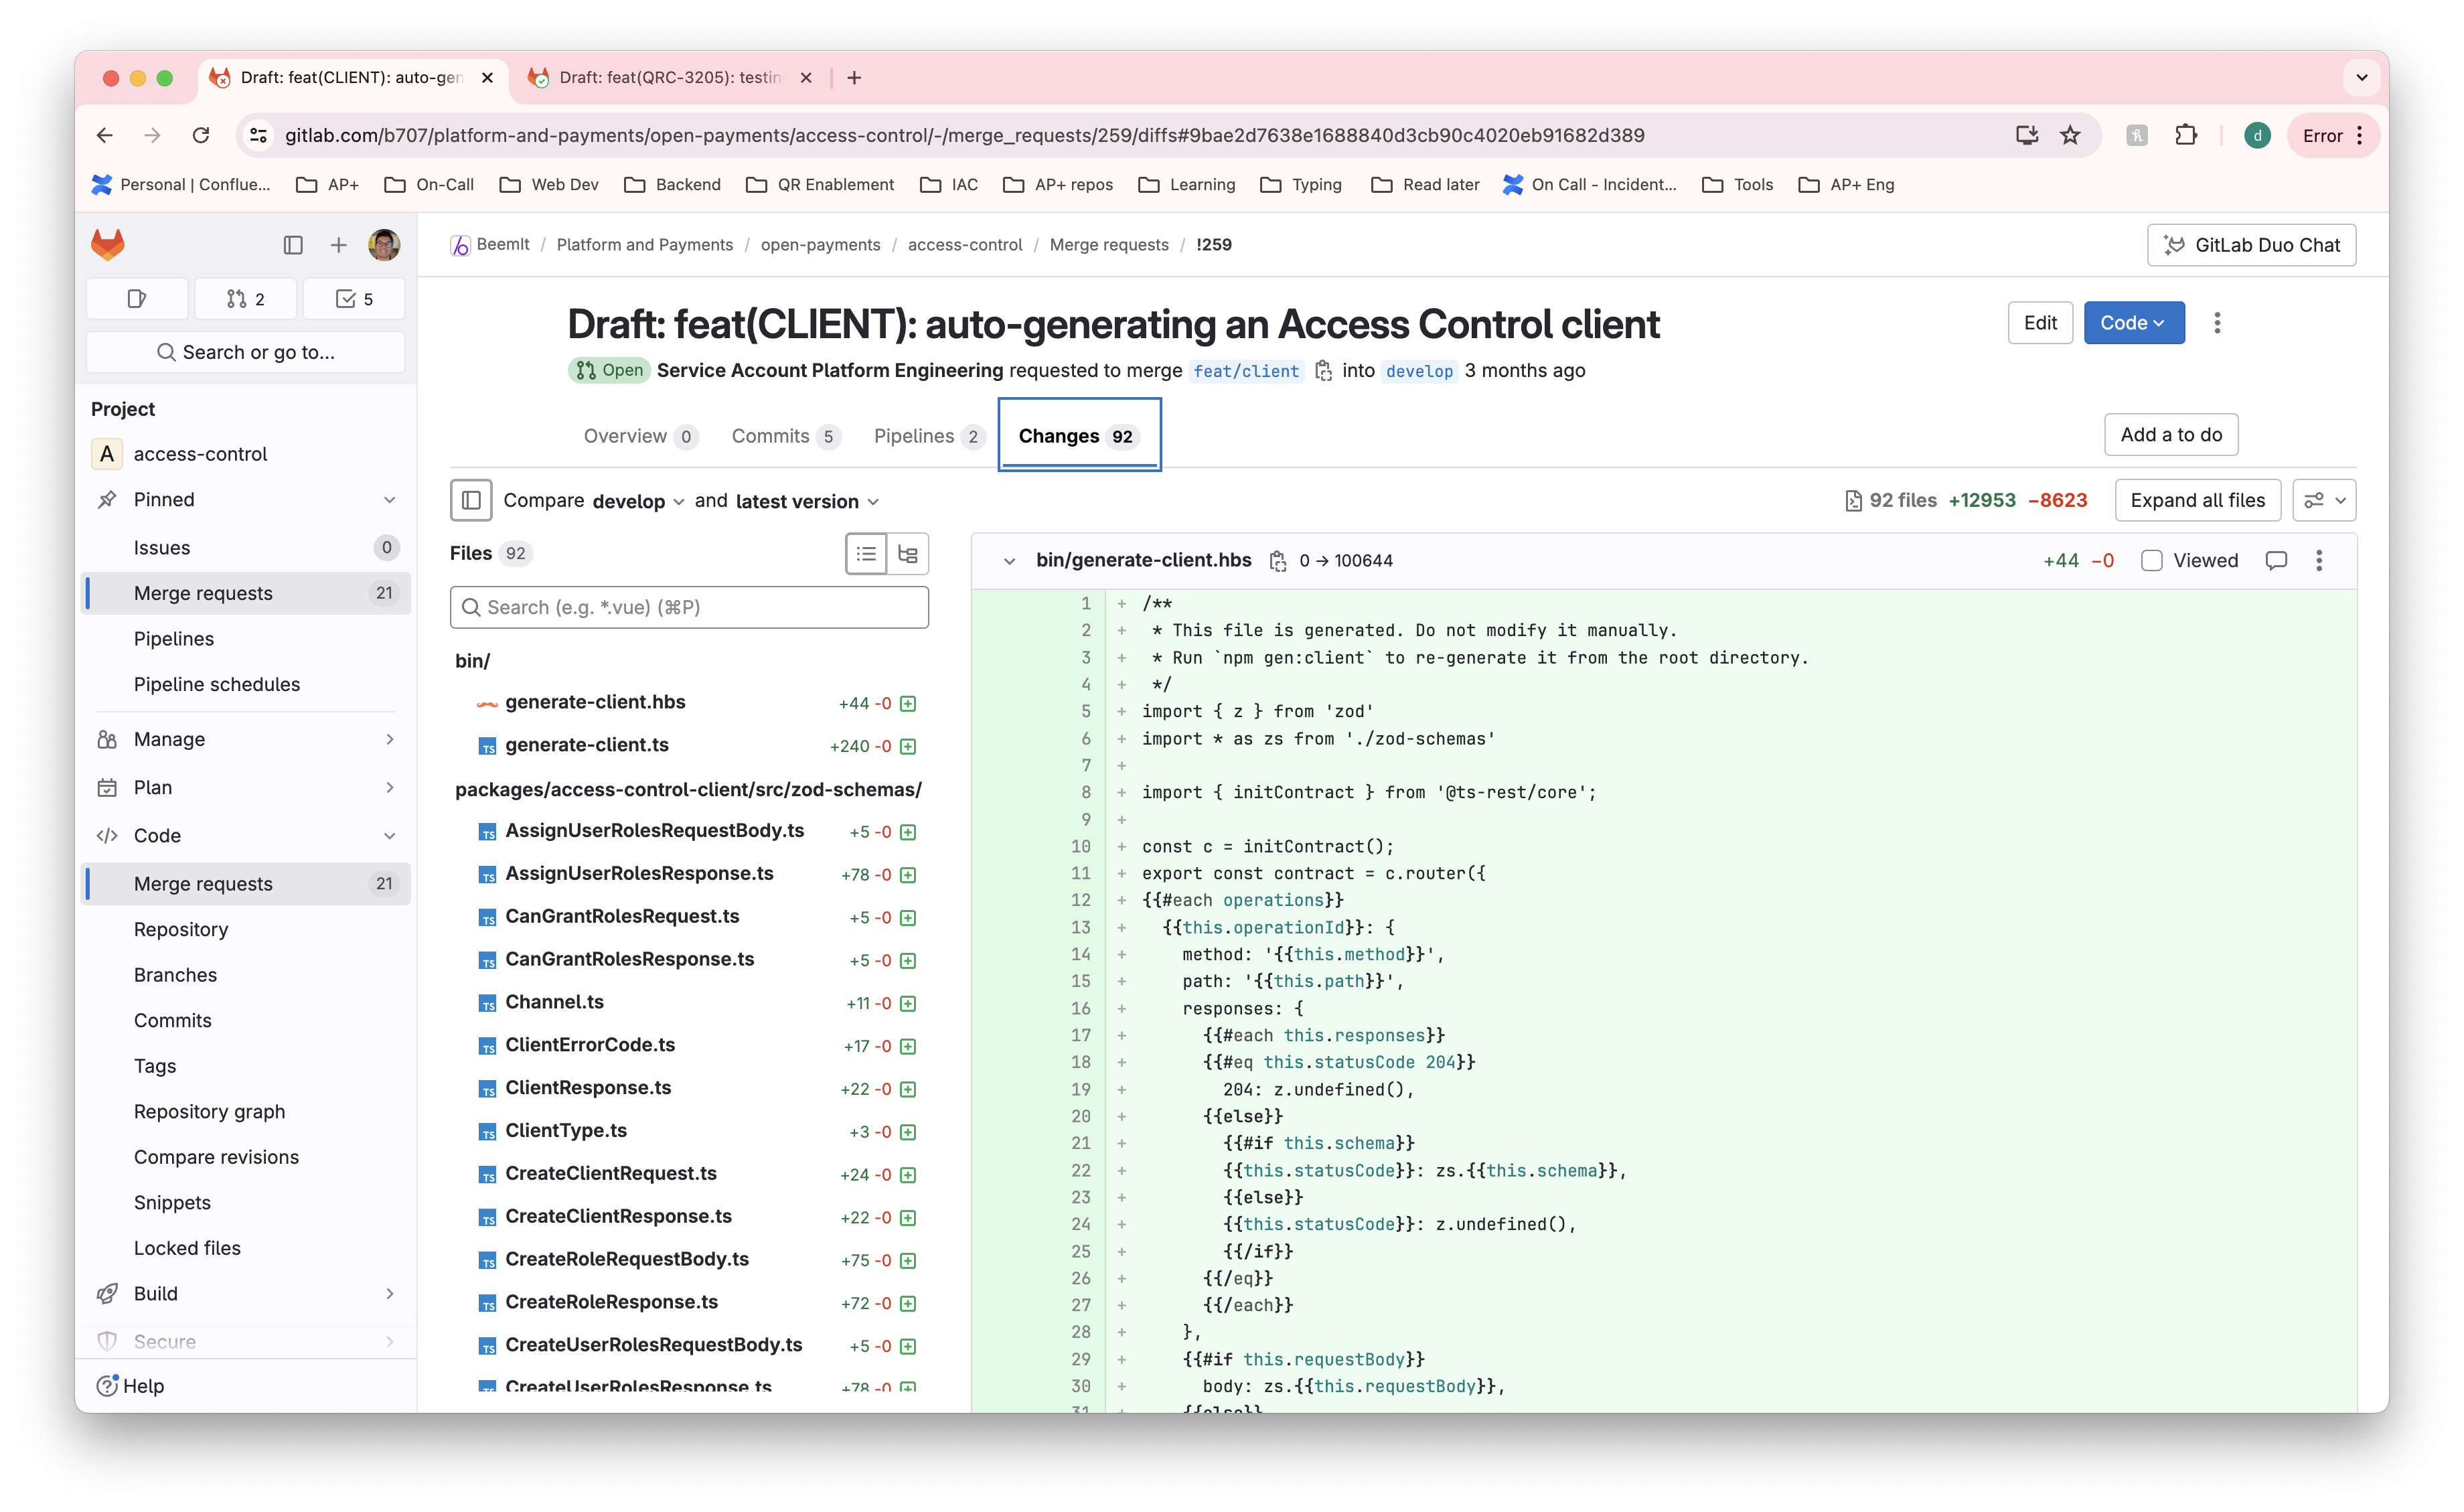 Draft: feat(CLIENT): auto-gen
Draft: feat(QRC-3205): testin
gitlab.com/b707/platform-and-payments/open-payments/access-control/-/merge_requests/259/diffs#9bae2d7638e1688840d3cb90c4020eb91682d389
d
Error
Personal | Conflue...
AP+
On-Call
Web Dev
Backend
QR Enablement
IAC
AP+ repos
Learning
Typing
Read later
On Call - Incident...
Tools
AP+ Eng
2
5
Search or go to...
Project
A access-control
Pinned
Issues 0
Merge requests 21
Pipelines
Pipeline schedules
Manage
Plan
Code
Merge requests 21
Repository
Branches
Commits
Tags
Repository graph
Compare revisions
Snippets
Locked files
Build
Secure
Help
BeemIt / Platform and Payments / open-payments / access-control / Merge requests / !259
GitLab Duo Chat
Draft: feat(CLIENT): auto-generating an Access Control client
Edit
Code
Open Service Account Platform Engineering requested to merge feat/client into develop 3 months ago
Overview 0
Commits 5
Pipelines 2
Changes 92
Add a to do
Compare develop and latest version
92 files +12953 −8623
Expand all files
Files 92
Search (e.g. *.vue) (⌘P)
bin/
generate-client.hbs +44 -0
generate-client.ts +240 -0
packages/access-control-client/src/zod-schemas/
AssignUserRolesRequestBody.ts +5 -0
AssignUserRolesResponse.ts +78 -0
CanGrantRolesRequest.ts +5 -0
CanGrantRolesResponse.ts +5 -0
Channel.ts +11 -0
ClientErrorCode.ts +17 -0
ClientResponse.ts +22 -0
ClientType.ts +3 -0
CreateClientRequest.ts +24 -0
CreateClientResponse.ts +22 -0
CreateRoleRequestBody.ts +75 -0
CreateRoleResponse.ts +72 -0
CreateUserRolesRequestBody.ts +5 -0
CreateUserRolesResponse.ts +78 -0
bin/generate-client.hbs 0 → 100644
+44 −0
Viewed
1 + /**
2 + * This file is generated. Do not modify it manually.
3 + * Run `npm gen:client` to re-generate it from the root directory.
4 + */
5 + import { z } from 'zod'
6 + import * as zs from './zod-schemas'
7 +
8 + import { initContract } from '@ts-rest/core';
9 +
10 + const c = initContract();
11 + export const contract = c.router({
12 + {{#each operations}}
13 + {{this.operationId}}: {
14 + method: '{{this.method}}',
15 + path: '{{this.path}}',
16 + responses: {
17 + {{#each this.responses}}
18 + {{#eq this.statusCode 204}}
19 + 204: z.undefined(),
20 + {{else}}
21 + {{#if this.schema}}
22 + {{this.statusCode}}: zs.{{this.schema}},
23 + {{else}}
24 + {{this.statusCode}}: z.undefined(),
25 + {{/if}}
26 + {{/eq}}
27 + {{/each}}
28 + },
29 + {{#if this.requestBody}}
30 + body: zs.{{this.requestBody}},
31 + {{else}}